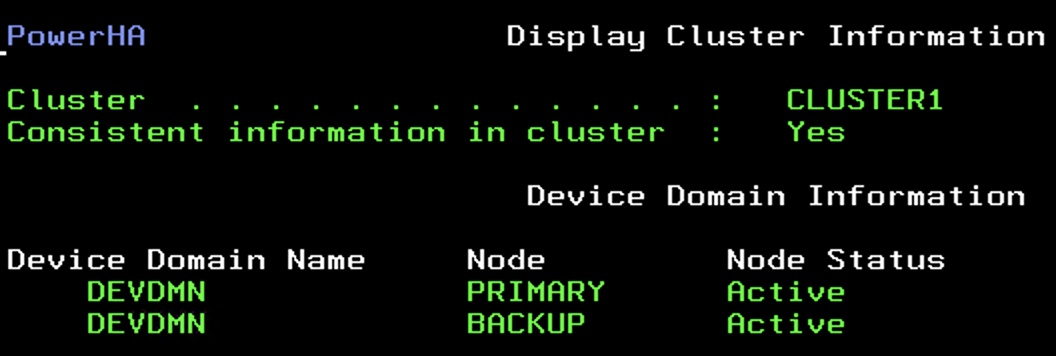 PowerHA Display Cluster Information
Cluster . . . . . . . . . . . . . . : CLUSTER1
Consistent information in cluster : Yes
Device Domain Information
Device Domain Name Node Node Status
DEVDMN PRIMARY Active
DEVDMN BACKUP Active